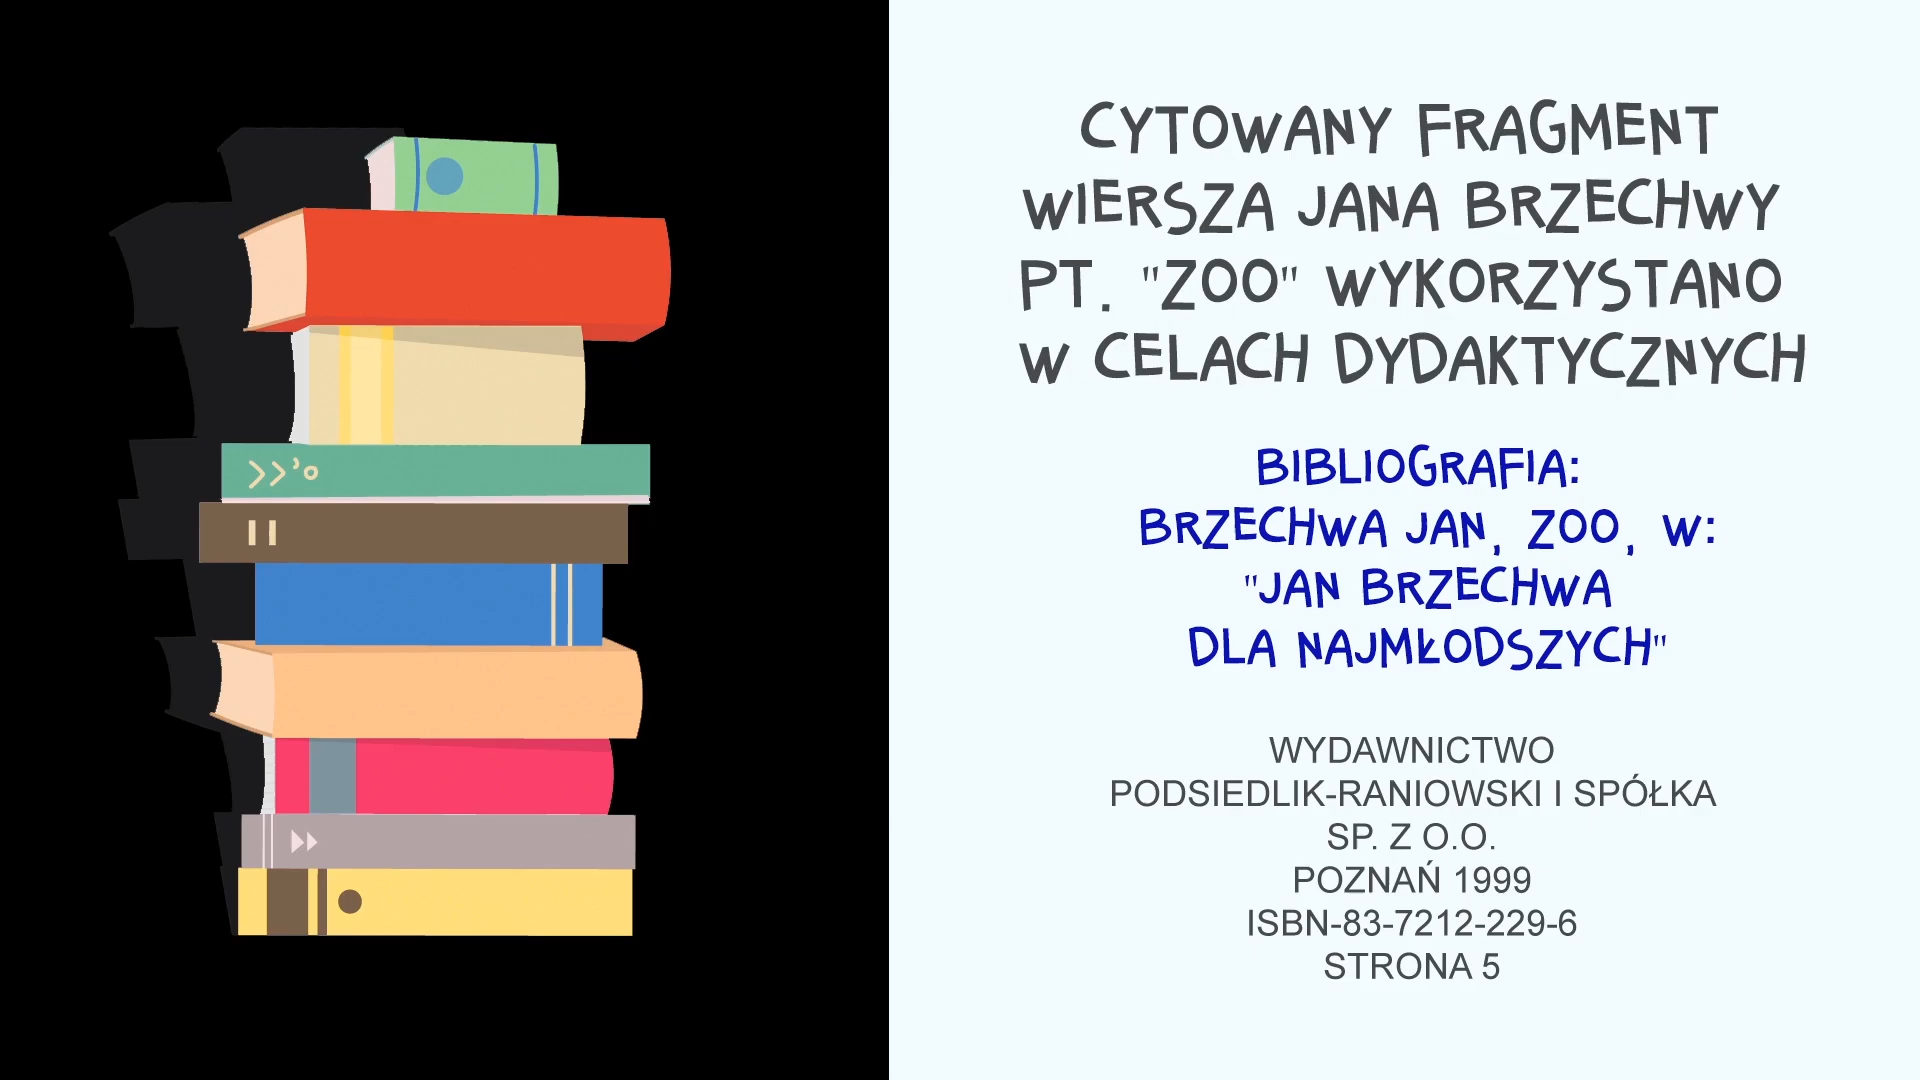 CYTOWANY FRAGMENT
WIERSZA JANA BRZECHWY
PT. "ZOO" WYKORZYSTANO
W CELACH DYDAKTYCZNYCH
BIBLIOGRAFIA:
BRZECHWA JAN, ZOO, W:
"JAN BRZECHWA
DLA NAJMŁODSZYCH"
WYDAWNICTWO
PODSIEDLIK-RANIOWSKI I SPÓŁKA
SP. Z O.O.
POZNAŃ 1999
ISBN-83-7212-229-6
STRONA 5